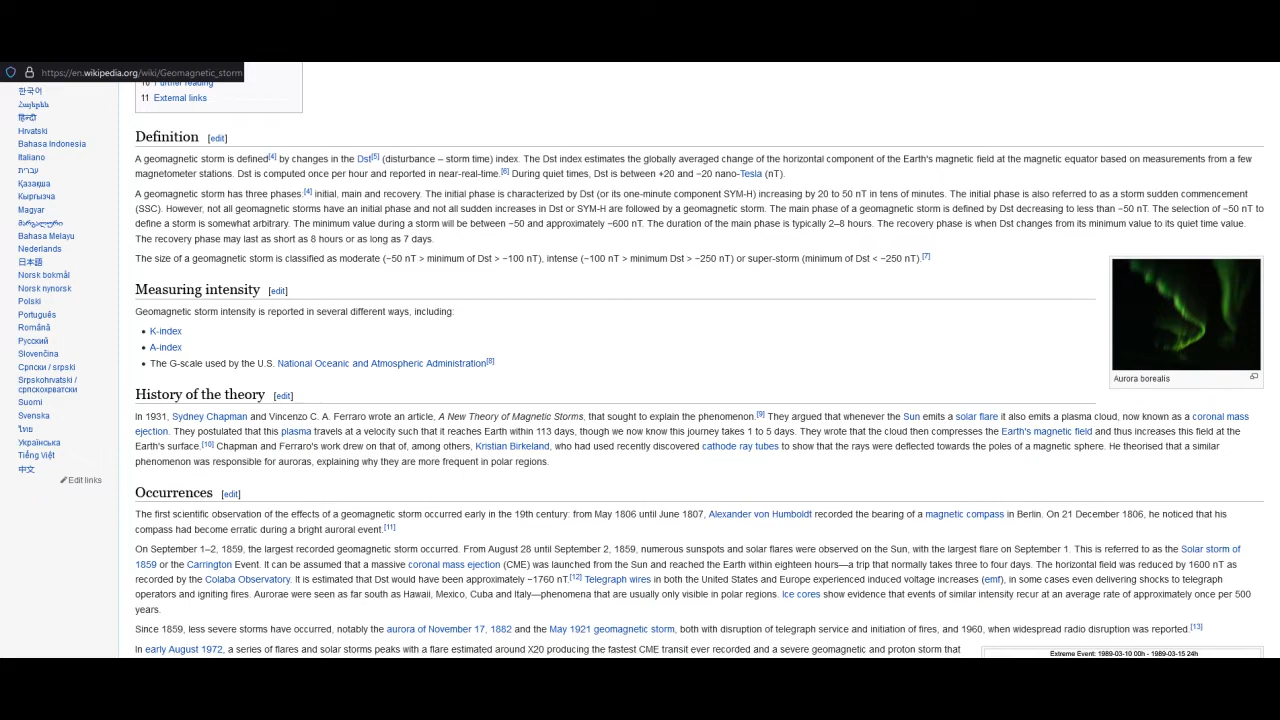 https://en.wikipedia.org/wiki/Geomagnetic_storm
10 Further reading
11 External links
한국어
Հայերեն
हिन्दी
Hrvatski
Bahasa Indonesia
Italiano
עברית
Қазақша
Кыргызча
Magyar
მარგალური
Bahasa Melayu
Nederlands
日本語
Norsk bokmål
Norsk nynorsk
Polski
Português
Română
Русский
Slovenčina
Српски / srpski
Srpskohrvatski /
српскохрватски
Suomi
Svenska
ไทย
Українська
Tiếng Việt
中文
Edit links
Definition [edit]
A geomagnetic storm is defined[4] by changes in the Dst[5] (disturbance – storm time) index. The Dst index estimates the globally averaged change of the horizontal component of the Earth's magnetic field at the magnetic equator based on measurements from a few
magnetometer stations. Dst is computed once per hour and reported in near-real-time.[6] During quiet times, Dst is between +20 and −20 nano-Tesla (nT).
A geomagnetic storm has three phases:[4] initial, main and recovery. The initial phase is characterized by Dst (or its one-minute component SYM-H) increasing by 20 to 50 nT in tens of minutes. The initial phase is also referred to as a storm sudden commencement
(SSC). However, not all geomagnetic storms have an initial phase and not all sudden increases in Dst or SYM-H are followed by a geomagnetic storm. The main phase of a geomagnetic storm is defined by Dst decreasing to less than −50 nT. The selection of −50 nT to
define a storm is somewhat arbitrary. The minimum value during a storm will be between −50 and approximately −600 nT. The duration of the main phase is typically 2–8 hours. The recovery phase is when Dst changes from its minimum value to its quiet time value.
The recovery phase may last as short as 8 hours or as long as 7 days.
The size of a geomagnetic storm is classified as moderate (−50 nT > minimum of Dst > −100 nT), intense (−100 nT > minimum Dst > −250 nT) or super-storm (minimum of Dst < −250 nT).[7]
Aurora borealis
Measuring intensity [edit]
Geomagnetic storm intensity is reported in several different ways, including:
• K-index
• A-index
• The G-scale used by the U.S. National Oceanic and Atmospheric Administration[8]
History of the theory [edit]
In 1931, Sydney Chapman and Vincenzo C. A. Ferraro wrote an article, A New Theory of Magnetic Storms, that sought to explain the phenomenon.[9] They argued that whenever the Sun emits a solar flare it also emits a plasma cloud, now known as a coronal mass
ejection. They postulated that this plasma travels at a velocity such that it reaches Earth within 113 days, though we now know this journey takes 1 to 5 days. They wrote that the cloud then compresses the Earth's magnetic field and thus increases this field at the
Earth's surface.[10] Chapman and Ferraro's work drew on that of, among others, Kristian Birkeland, who had used recently discovered cathode ray tubes to show that the rays were deflected towards the poles of a magnetic sphere. He theorised that a similar
phenomenon was responsible for auroras, explaining why they are more frequent in polar regions.
Occurrences [edit]
The first scientific observation of the effects of a geomagnetic storm occurred early in the 19th century: from May 1806 until June 1807, Alexander von Humboldt recorded the bearing of a magnetic compass in Berlin. On 21 December 1806, he noticed that his
compass had become erratic during a bright auroral event.[11]
On September 1–2, 1859, the largest recorded geomagnetic storm occurred. From August 28 until September 2, 1859, numerous sunspots and solar flares were observed on the Sun, with the largest flare on September 1. This is referred to as the Solar storm of
1859 or the Carrington Event. It can be assumed that a massive coronal mass ejection (CME) was launched from the Sun and reached the Earth within eighteen hours—a trip that normally takes three to four days. The horizontal field was reduced by 1600 nT as
recorded by the Colaba Observatory. It is estimated that Dst would have been approximately −1760 nT.[12] Telegraph wires in both the United States and Europe experienced induced voltage increases (emf), in some cases even delivering shocks to telegraph
operators and igniting fires. Aurorae were seen as far south as Hawaii, Mexico, Cuba and Italy—phenomena that are usually only visible in polar regions. Ice cores show evidence that events of similar intensity recur at an average rate of approximately once per 500
years.
Since 1859, less severe storms have occurred, notably the aurora of November 17, 1882 and the May 1921 geomagnetic storm, both with disruption of telegraph service and initiation of fires, and 1960, when widespread radio disruption was reported.[13]
In early August 1972, a series of flares and solar storms peaks with a flare estimated around X20 producing the fastest CME transit ever recorded and a severe geomagnetic and proton storm that
Extreme Event: 1989-03-10 00h - 1989-03-15 24h